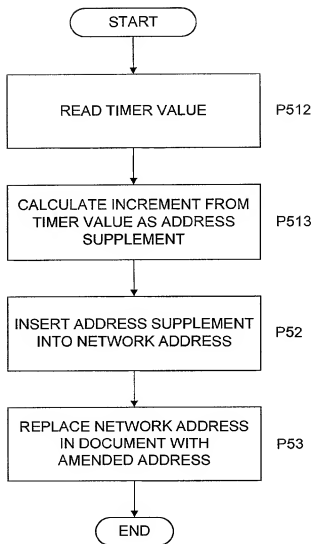 START
READ TIMER VALUE
P512
CALCULATE INCREMENT FROM
TIMER VALUE AS ADDRESS
SUPPLEMENT
P513
INSERT ADDRESS SUPPLEMENT
INTO NETWORK ADDRESS
P52
REPLACE NETWORK ADDRESS
IN DOCUMENT WITH
AMENDED ADDRESS
P53
END